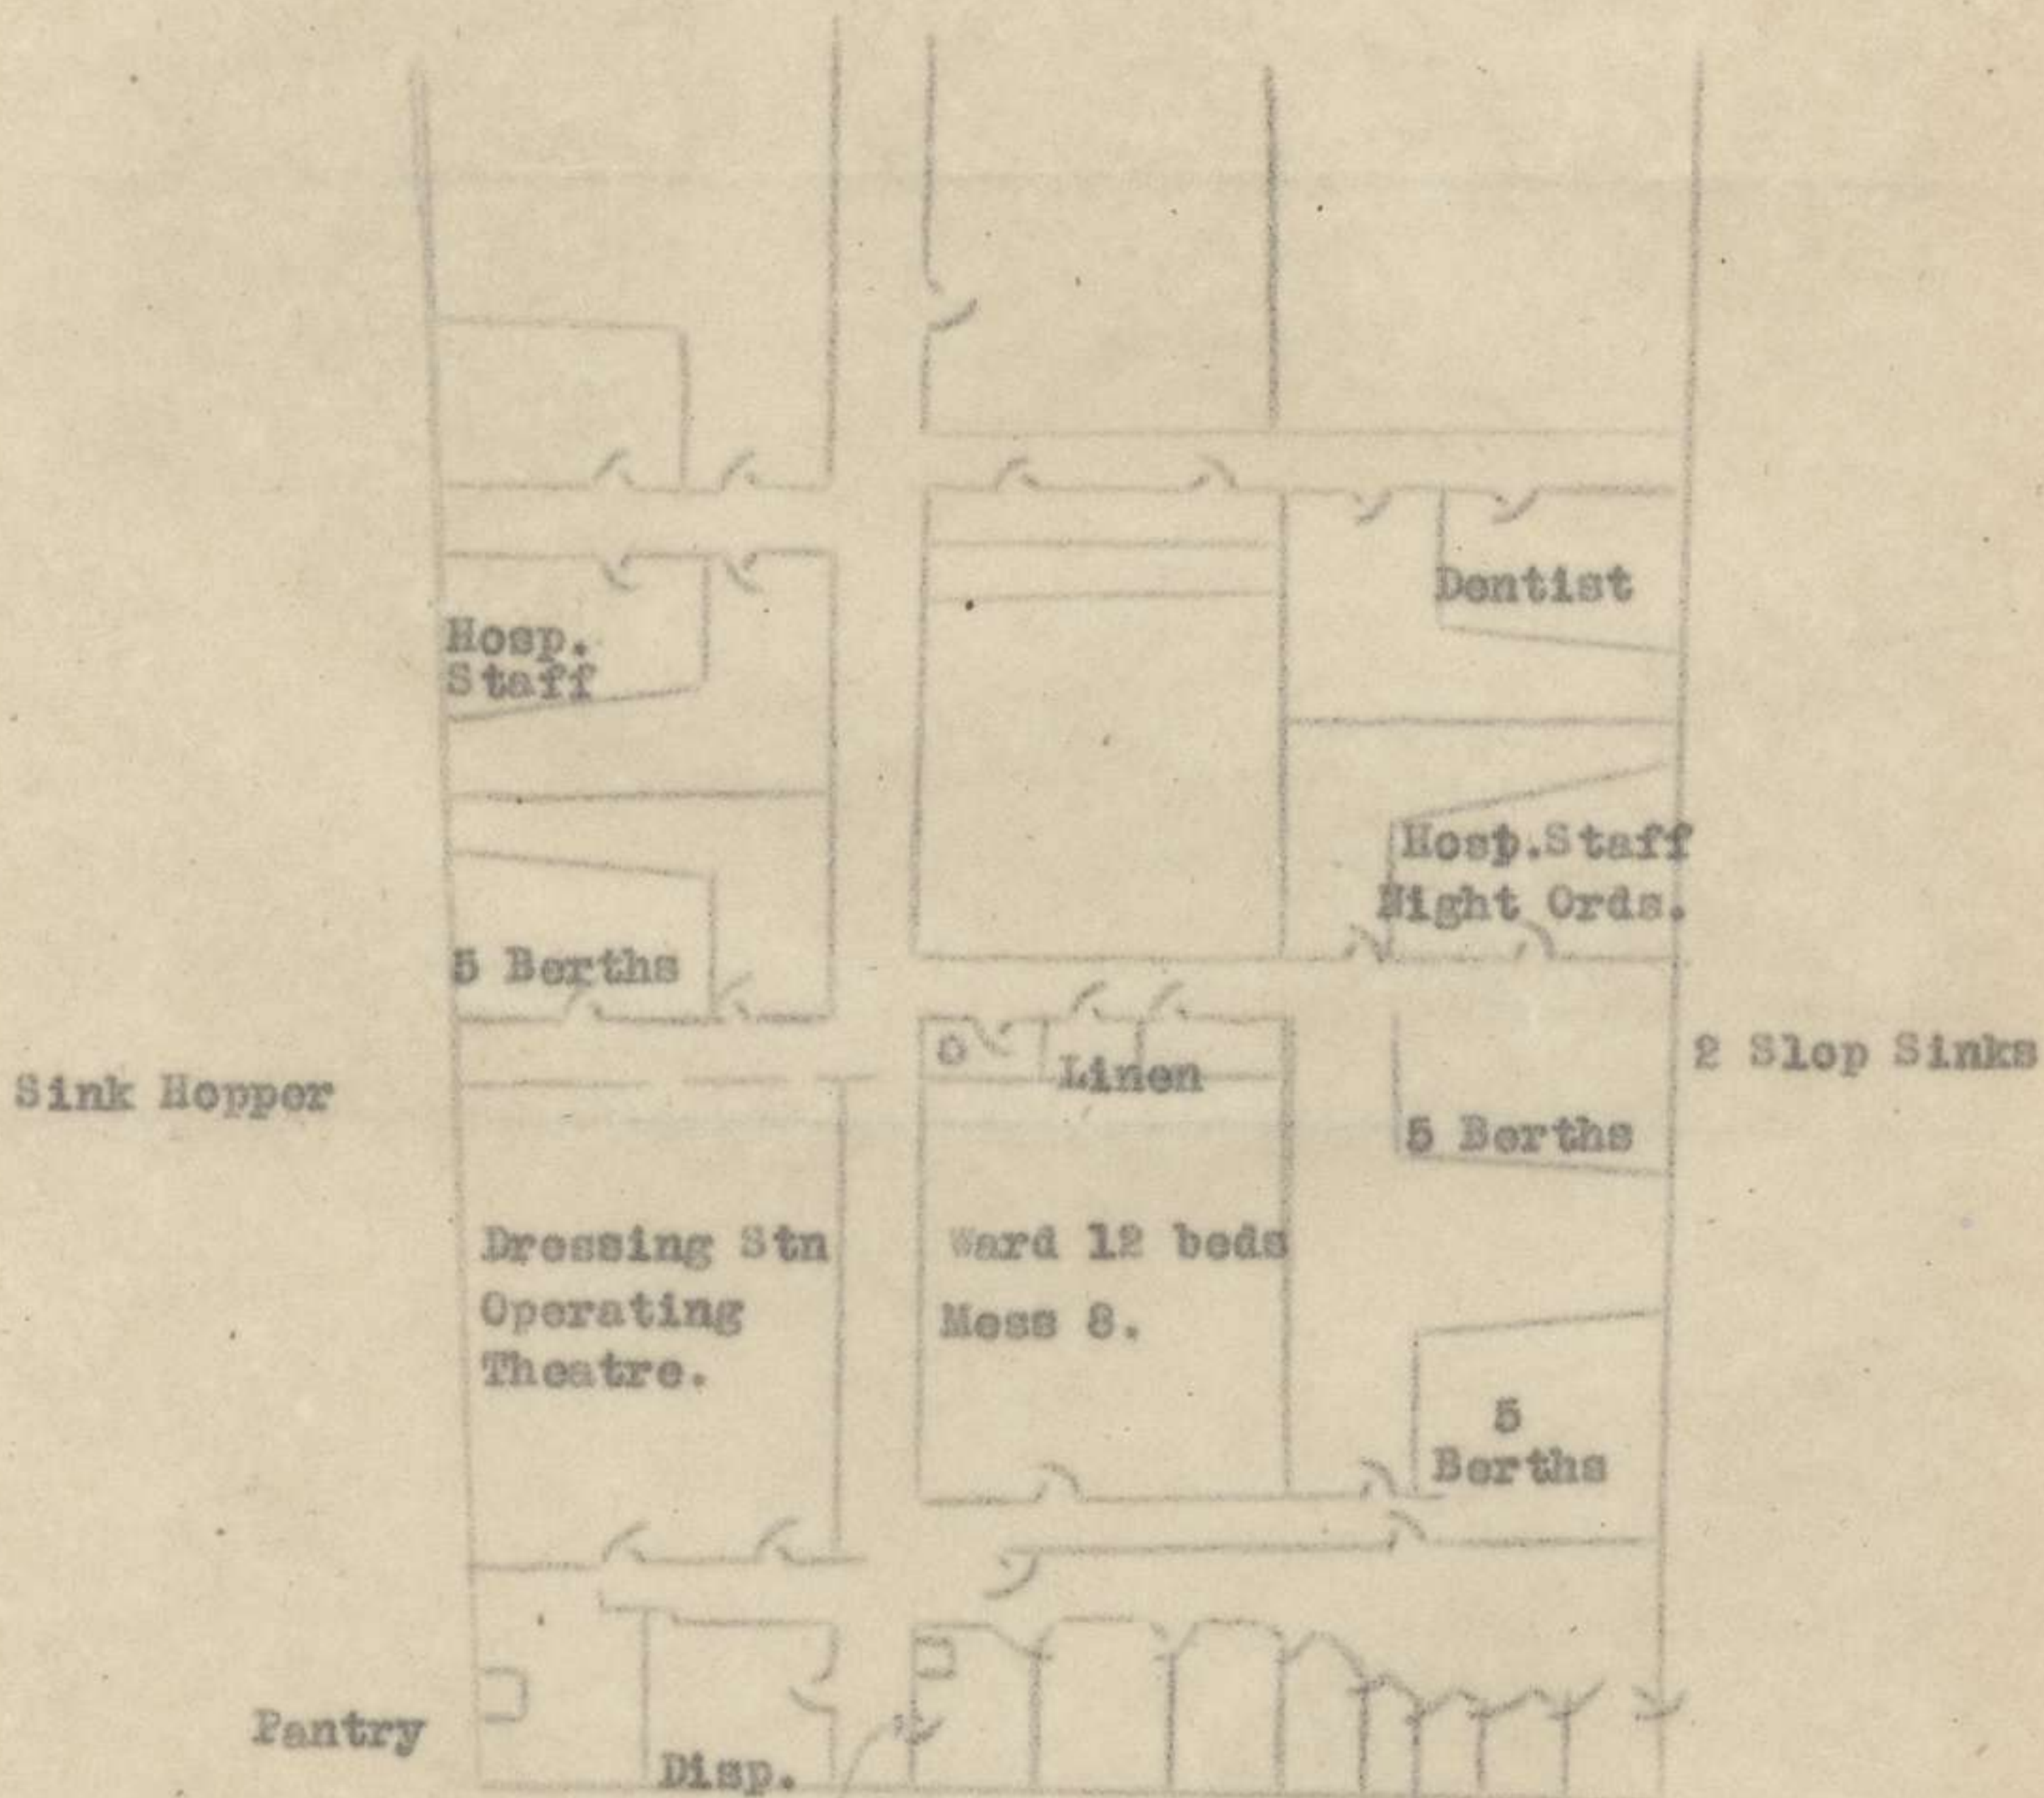 Dentist
Hosp.
Staff
Hosp.Staff
Night Ords.
5 Berths
Linen
2 Slop Sinks
Sink Hopper
5 Berths
Dressing Stn
Operating
Theatre.
Ward 12 beds
Mess 8.
5
Berths
Pantry
Disp.